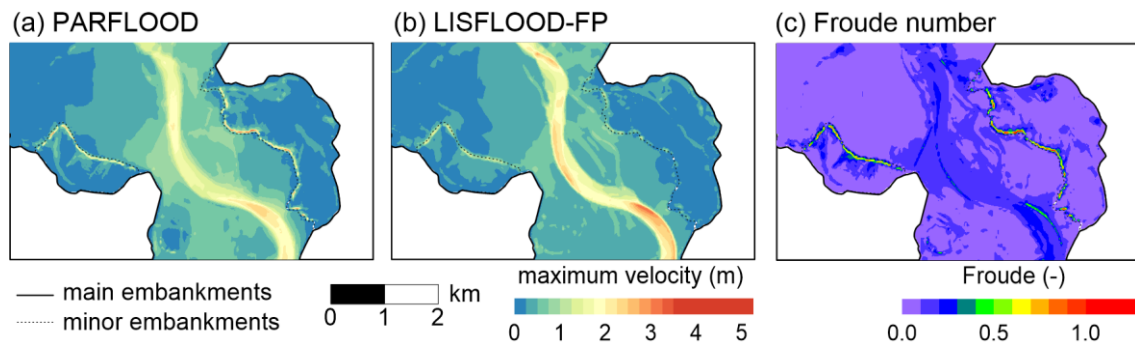 (a) PARFLOOD
(b) LISFLOOD-FP
(c) Froude number
main embankments
minor embankments
km
0 1 2
maximum velocity (m)
0 1 2 3 4 5
Froude (-)
0.0 0.5 1.0